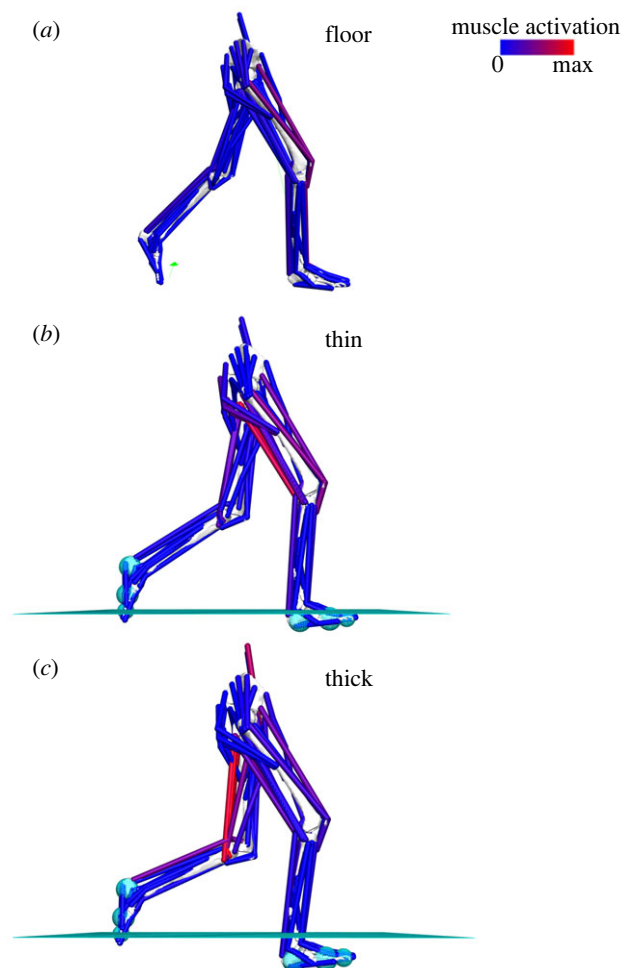 (a)
floor
muscle activation
0 max
(b)
thin
(c)
thick